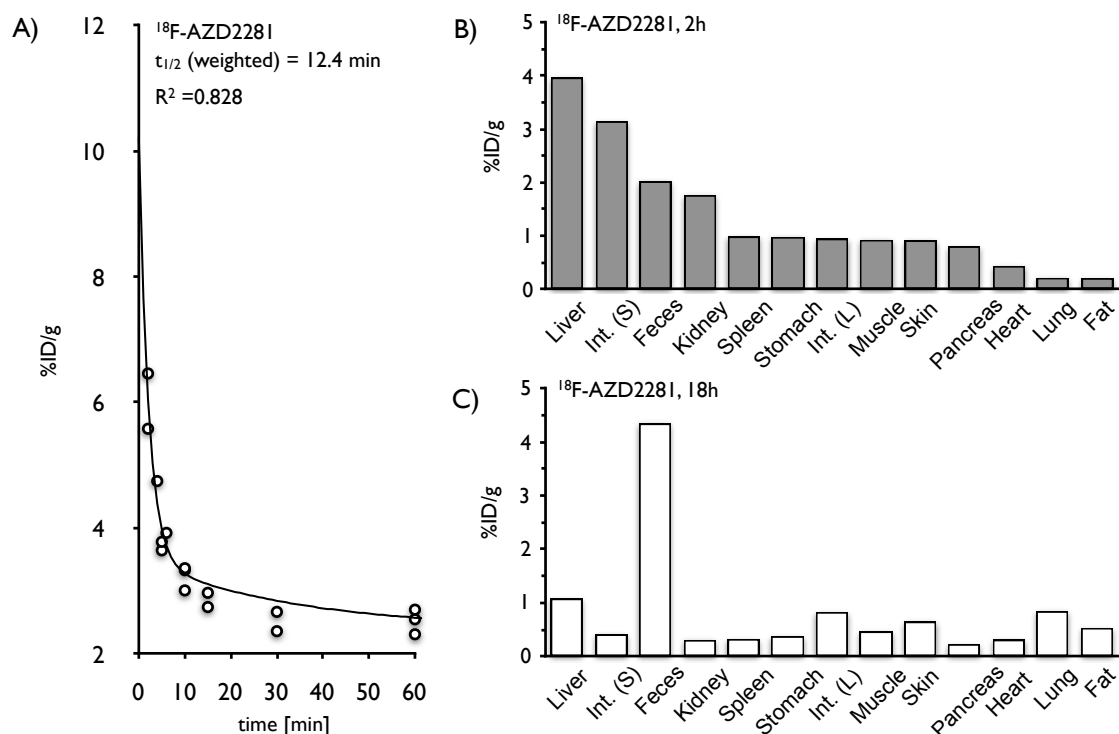 A)
¹⁸F-AZD2281
t₁/₂ (weighted) = 12.4 min
R² =0.828
12
10
8
6
4
2
%ID/g
0 10 20 30 40 50 60
time [min]
B)
¹⁸F-AZD2281, 2h
5
4
3
2
1
0
%ID/g
Liver Int. (S) Feces Kidney Spleen Stomach Int. (L) Muscle Skin Pancreas Heart Lung Fat
C)
¹⁸F-AZD2281, 18h
5
4
3
2
1
0
%ID/g
Liver Int. (S) Feces Kidney Spleen Stomach Int. (L) Muscle Skin Pancreas Heart Lung Fat